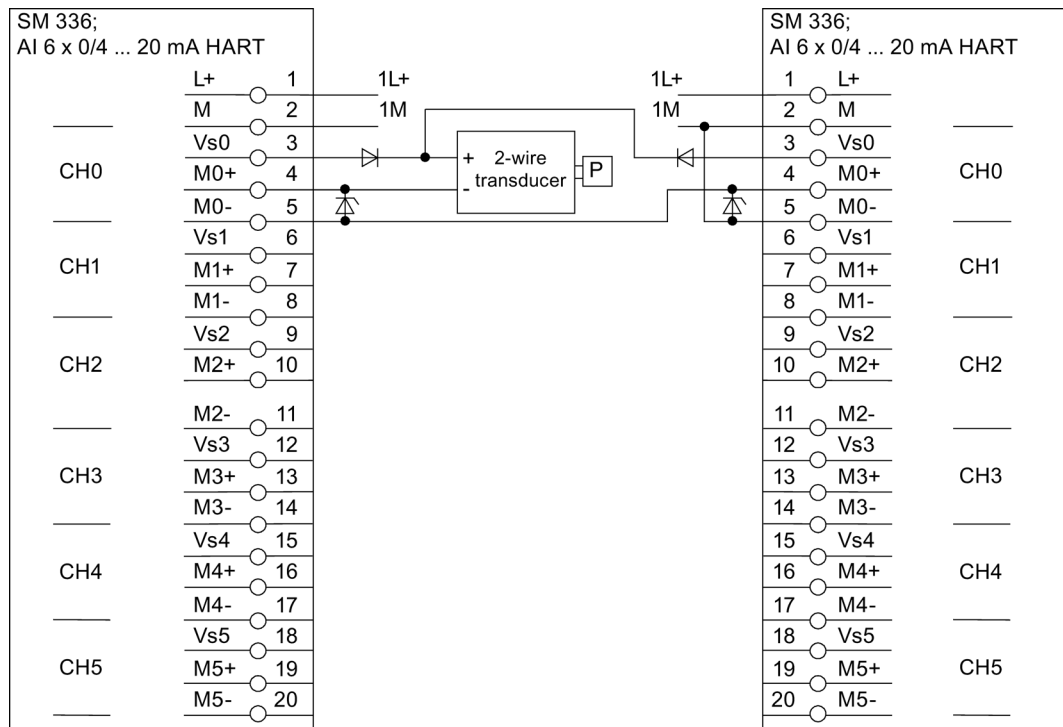 SM 336;
AI 6 x 0/4 ... 20 mA HART
L+ 1 1L+
M 2 1M
Vs0 3
CH0 M0+ 4
M0- 5
Vs1 6
CH1 M1+ 7
M1- 8
Vs2 9
CH2 M2+ 10
M2- 11
Vs3 12
CH3 M3+ 13
M3- 14
Vs4 15
CH4 M4+ 16
M4- 17
Vs5 18
CH5 M5+ 19
M5- 20
+ 2-wire
transducer P
-
SM 336;
AI 6 x 0/4 ... 20 mA HART
1L+ 1 L+
1M 2 M
3 Vs0
4 M0+ CH0
5 M0-
6 Vs1
7 M1+ CH1
8 M1-
9 Vs2
10 M2+ CH2
11 M2-
12 Vs3
13 M3+ CH3
14 M3-
15 Vs4
16 M4+ CH4
17 M4-
18 Vs5
19 M5+ CH5
20 M5-